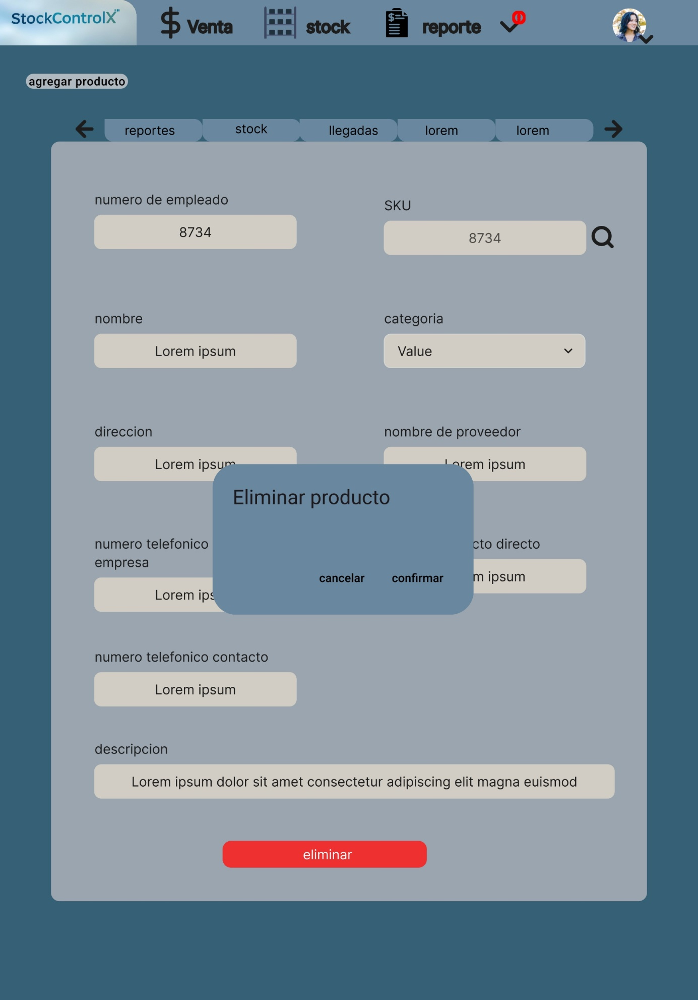 StockControlX™
$ Venta
stock
reporte
agregar producto
reportes
stock
llegadas
lorem
lorem
numero de empleado
8734
SKU
8734
nombre
Lorem ipsum
categoria
Value
direccion
Lorem ipsum
nombre de proveedor
Lorem ipsum
Eliminar producto
cancelar
confirmar
numero telefonico
empresa
Lorem ips
cto directo
m ipsum
numero telefonico contacto
Lorem ipsum
descripcion
Lorem ipsum dolor sit amet consectetur adipiscing elit magna euismod
eliminar